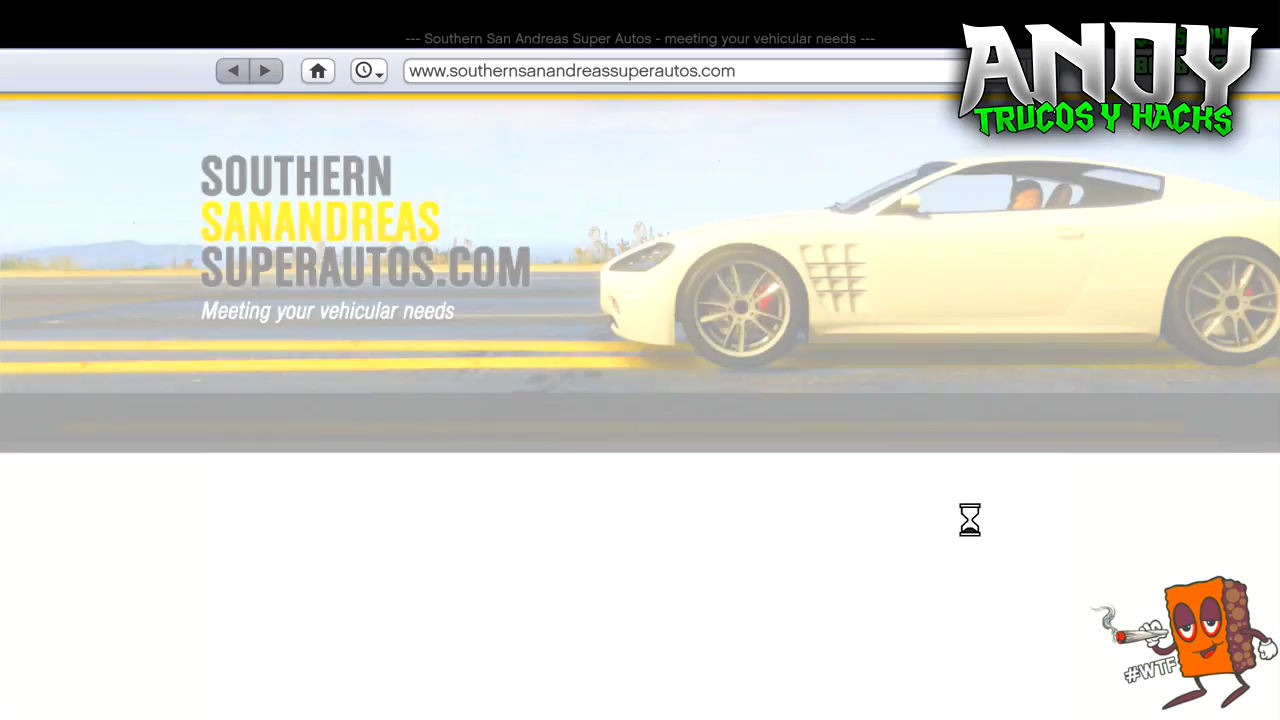 --- Southern San Andreas Super Autos - meeting your vehicular needs ---
www.southernsanandreassuperautos.com
ANDY
TRUCOS Y HACKS
SOUTHERN
SANANDREAS
SUPERAUTOS.COM
Meeting your vehicular needs
#WTF